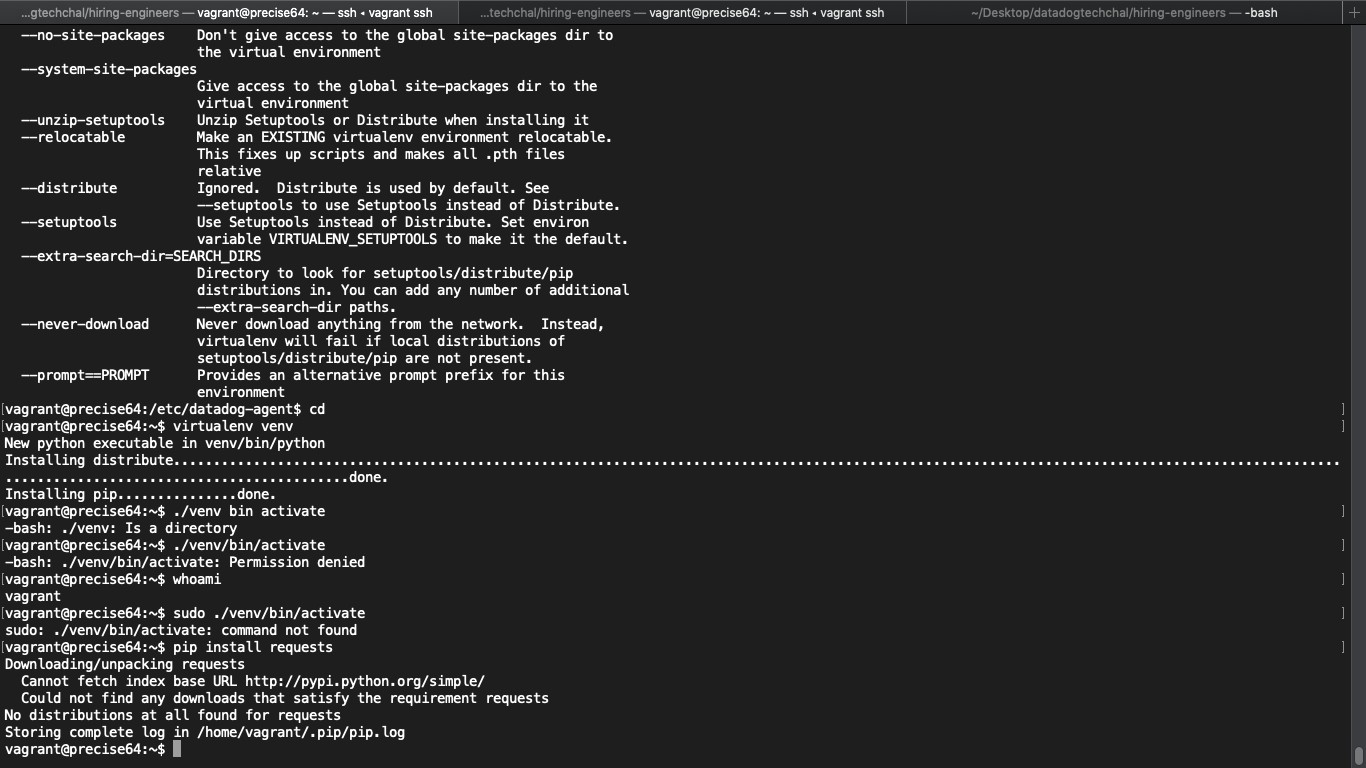 ...gtechchal/hiring-engineers — vagrant@precise64: ~ — ssh ◂ vagrant ssh
...techchal/hiring-engineers — vagrant@precise64: ~ — ssh ◂ vagrant ssh
~/Desktop/datadogtechchal/hiring-engineers — -bash
+
--no-site-packages    Don't give access to the global site-packages dir to
                      the virtual environment
--system-site-packages
                      Give access to the global site-packages dir to the
                      virtual environment
--unzip-setuptools    Unzip Setuptools or Distribute when installing it
--relocatable         Make an EXISTING virtualenv environment relocatable.
                      This fixes up scripts and makes all .pth files
                      relative
--distribute          Ignored.  Distribute is used by default. See
                      --setuptools to use Setuptools instead of Distribute.
--setuptools          Use Setuptools instead of Distribute. Set environ
                      variable VIRTUALENV_SETUPTOOLS to make it the default.
--extra-search-dir=SEARCH_DIRS
                      Directory to look for setuptools/distribute/pip
                      distributions in. You can add any number of additional
                      --extra-search-dir paths.
--never-download      Never download anything from the network.  Instead,
                      virtualenv will fail if local distributions of
                      setuptools/distribute/pip are not present.
--prompt==PROMPT      Provides an alternative prompt prefix for this
                      environment
[vagrant@precise64:/etc/datadog-agent$ cd ]
[vagrant@precise64:~$ virtualenv venv ]
New python executable in venv/bin/python
Installing distribute..................................................................................................................................................
...........................................done.
Installing pip...............done.
[vagrant@precise64:~$ ./venv bin activate ]
-bash: ./venv: Is a directory
[vagrant@precise64:~$ ./venv/bin/activate ]
-bash: ./venv/bin/activate: Permission denied
[vagrant@precise64:~$ whoami ]
vagrant
[vagrant@precise64:~$ sudo ./venv/bin/activate ]
sudo: ./venv/bin/activate: command not found
[vagrant@precise64:~$ pip install requests ]
Downloading/unpacking requests
  Cannot fetch index base URL http://pypi.python.org/simple/
  Could not find any downloads that satisfy the requirement requests
No distributions at all found for requests
Storing complete log in /home/vagrant/.pip/pip.log
vagrant@precise64:~$